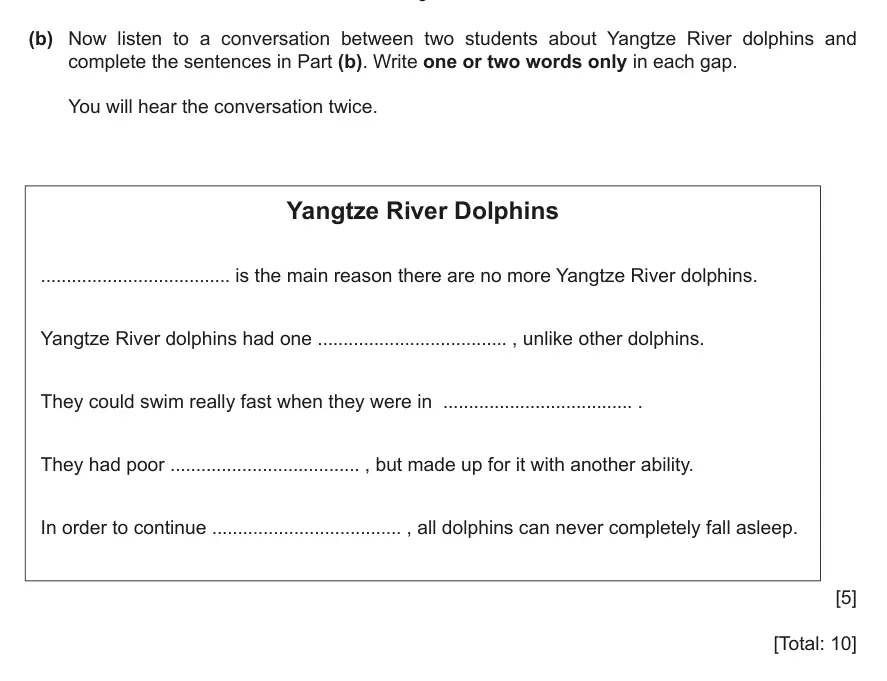 (b) Now listen to a conversation between two students about Yangtze River dolphins and
complete the sentences in Part (b). Write one or two words only in each gap.
You will hear the conversation twice.
Yangtze River Dolphins
..................................... is the main reason there are no more Yangtze River dolphins.
Yangtze River dolphins had one ..................................... , unlike other dolphins.
They could swim really fast when they were in ..................................... .
They had poor ..................................... , but made up for it with another ability.
In order to continue ..................................... , all dolphins can never completely fall asleep.
[5]
[Total: 10]